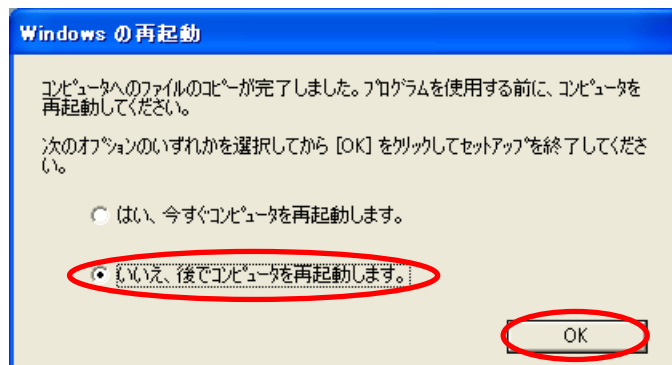 Windows の再起動
ｺﾝﾋﾟｭｰﾀへのﾌｧｲﾙのｺﾋﾟｰが完了しました。ﾌﾟﾛｸﾞﾗﾑを使用する前に、ｺﾝﾋﾟｭｰﾀを
再起動してください。
次のｵﾌﾟｼｮﾝのいずれかを選択してから [OK] をｸﾘｯｸしてｾｯﾄｱｯﾌﾟを終了してくださ
い。
はい、今すぐｺﾝﾋﾟｭｰﾀを再起動します。
いいえ、後でｺﾝﾋﾟｭｰﾀを再起動します。
OK